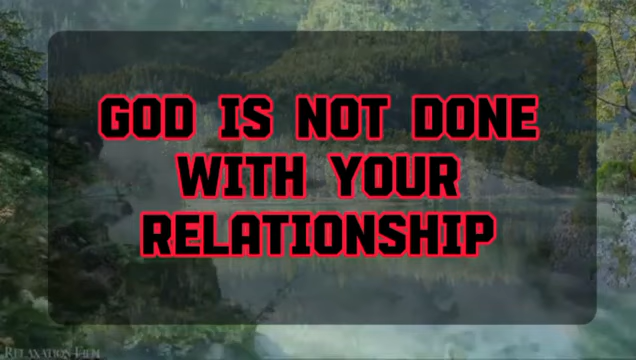 GOD IS NOT DONE
WITH YOUR
RELATIONSHIP
RELAXATION FILM